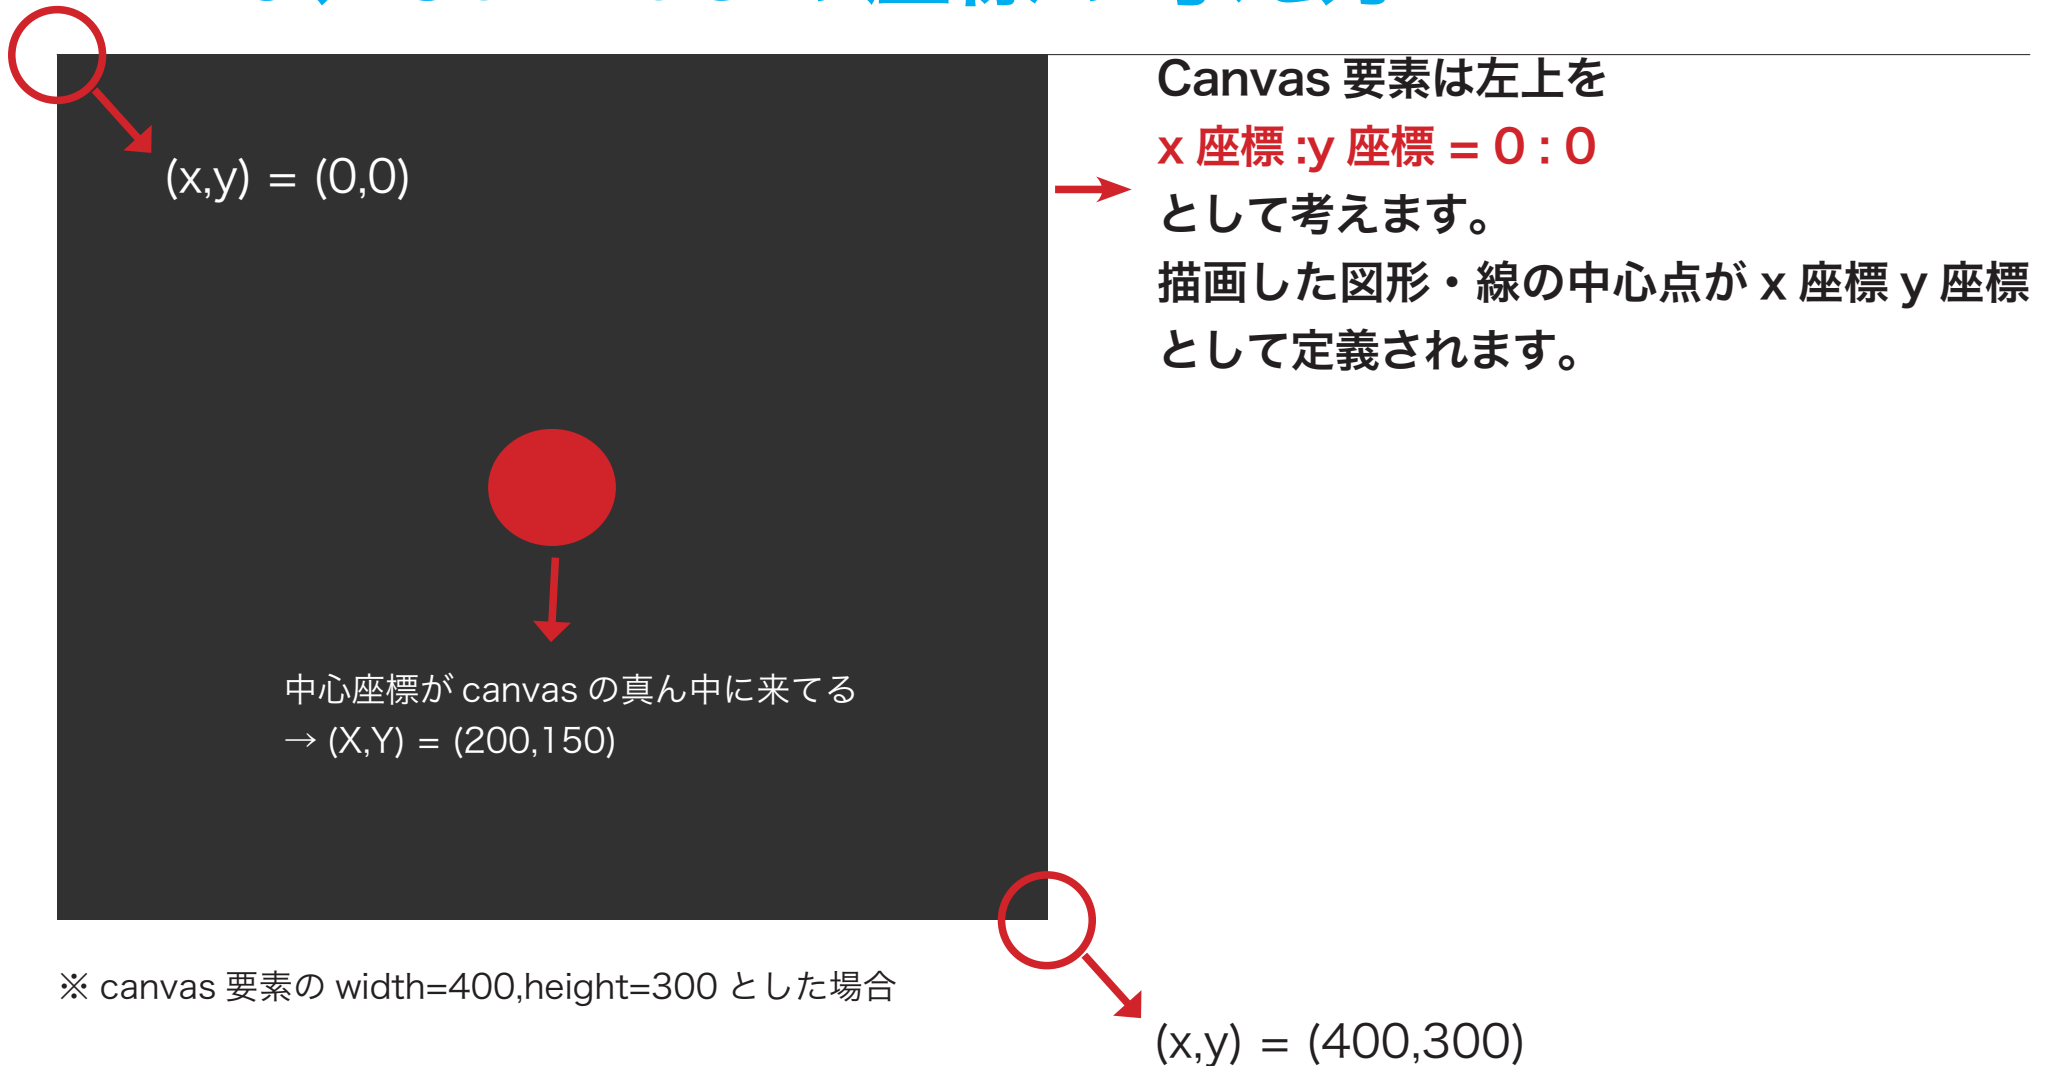 Canvas 要素は左上を
x 座標 :y 座標 = 0 : 0
として考えます。
描画した図形・線の中心点が x 座標 y 座標
として定義されます。
(x,y) = (0,0)
中心座標が canvas の真ん中に来てる
→ (X,Y) = (200,150)
※ canvas 要素の width=400,height=300 とした場合
(x,y) = (400,300)